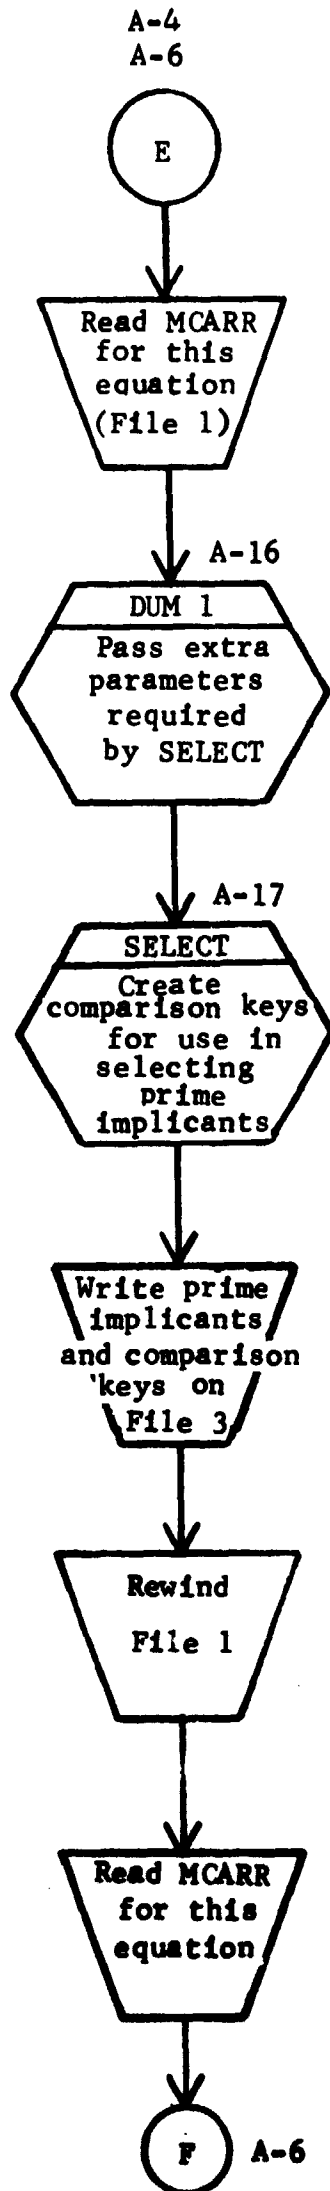 A-4
A-6
E
Read MCARR
for this
equation
(File 1)
A-16
DUM 1
Pass extra
parameters
required
by SELECT
A-17
SELECT
Create
comparison keys
for use in
selecting
prime
implicants
Write prime
implicants
and comparison
keys on
File 3
Rewind
File 1
Read MCARR
for this
equation
F A-6